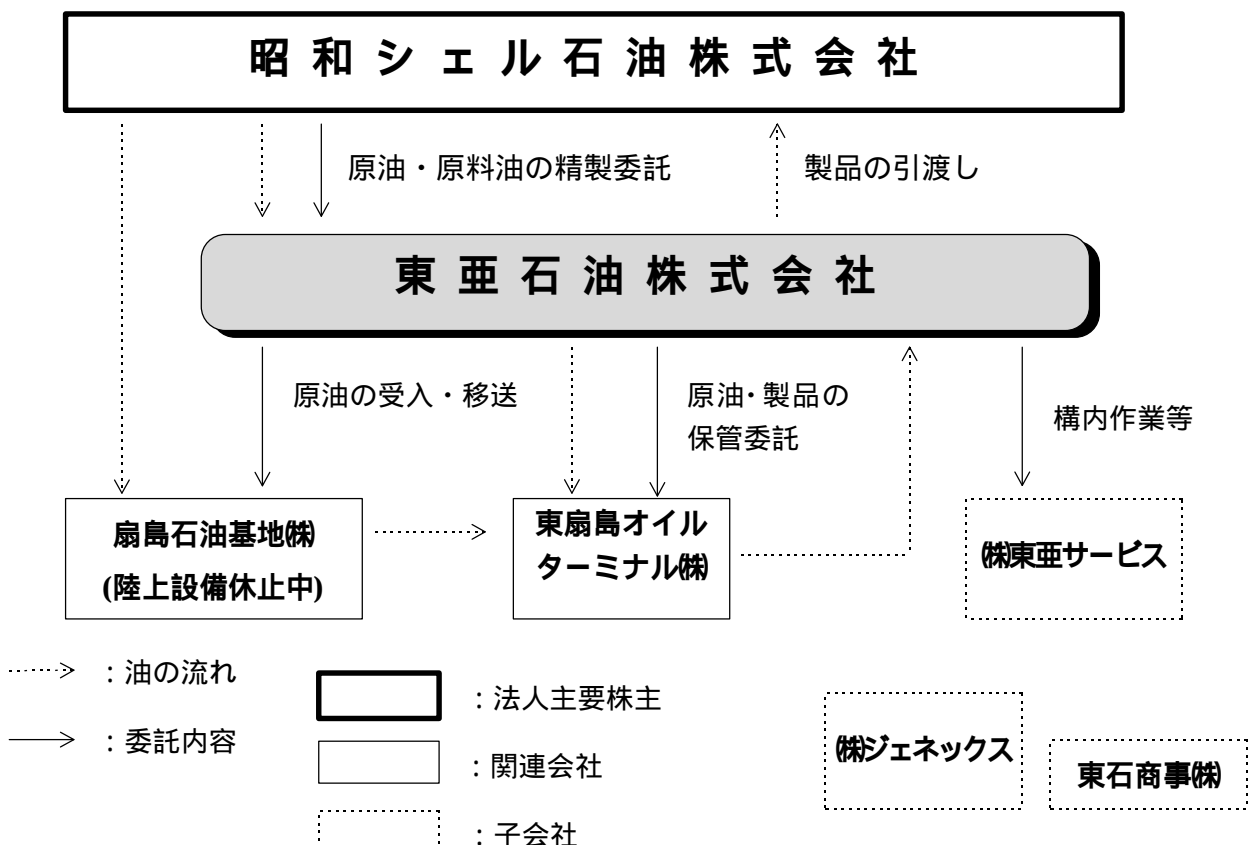 昭和シェル石油株式会社
原油・原料油の精製委託
製品の引渡し
東亜石油株式会社
原油の受入・移送
原油･製品の
保管委託
構内作業等
扇島石油基地㈱
(陸上設備休止中)
東扇島オイル
ターミナル㈱
㈱東亜サービス
：油の流れ
：委託内容
：法人主要株主
：関連会社
：子会社
㈱ジェネックス
東石商事㈱